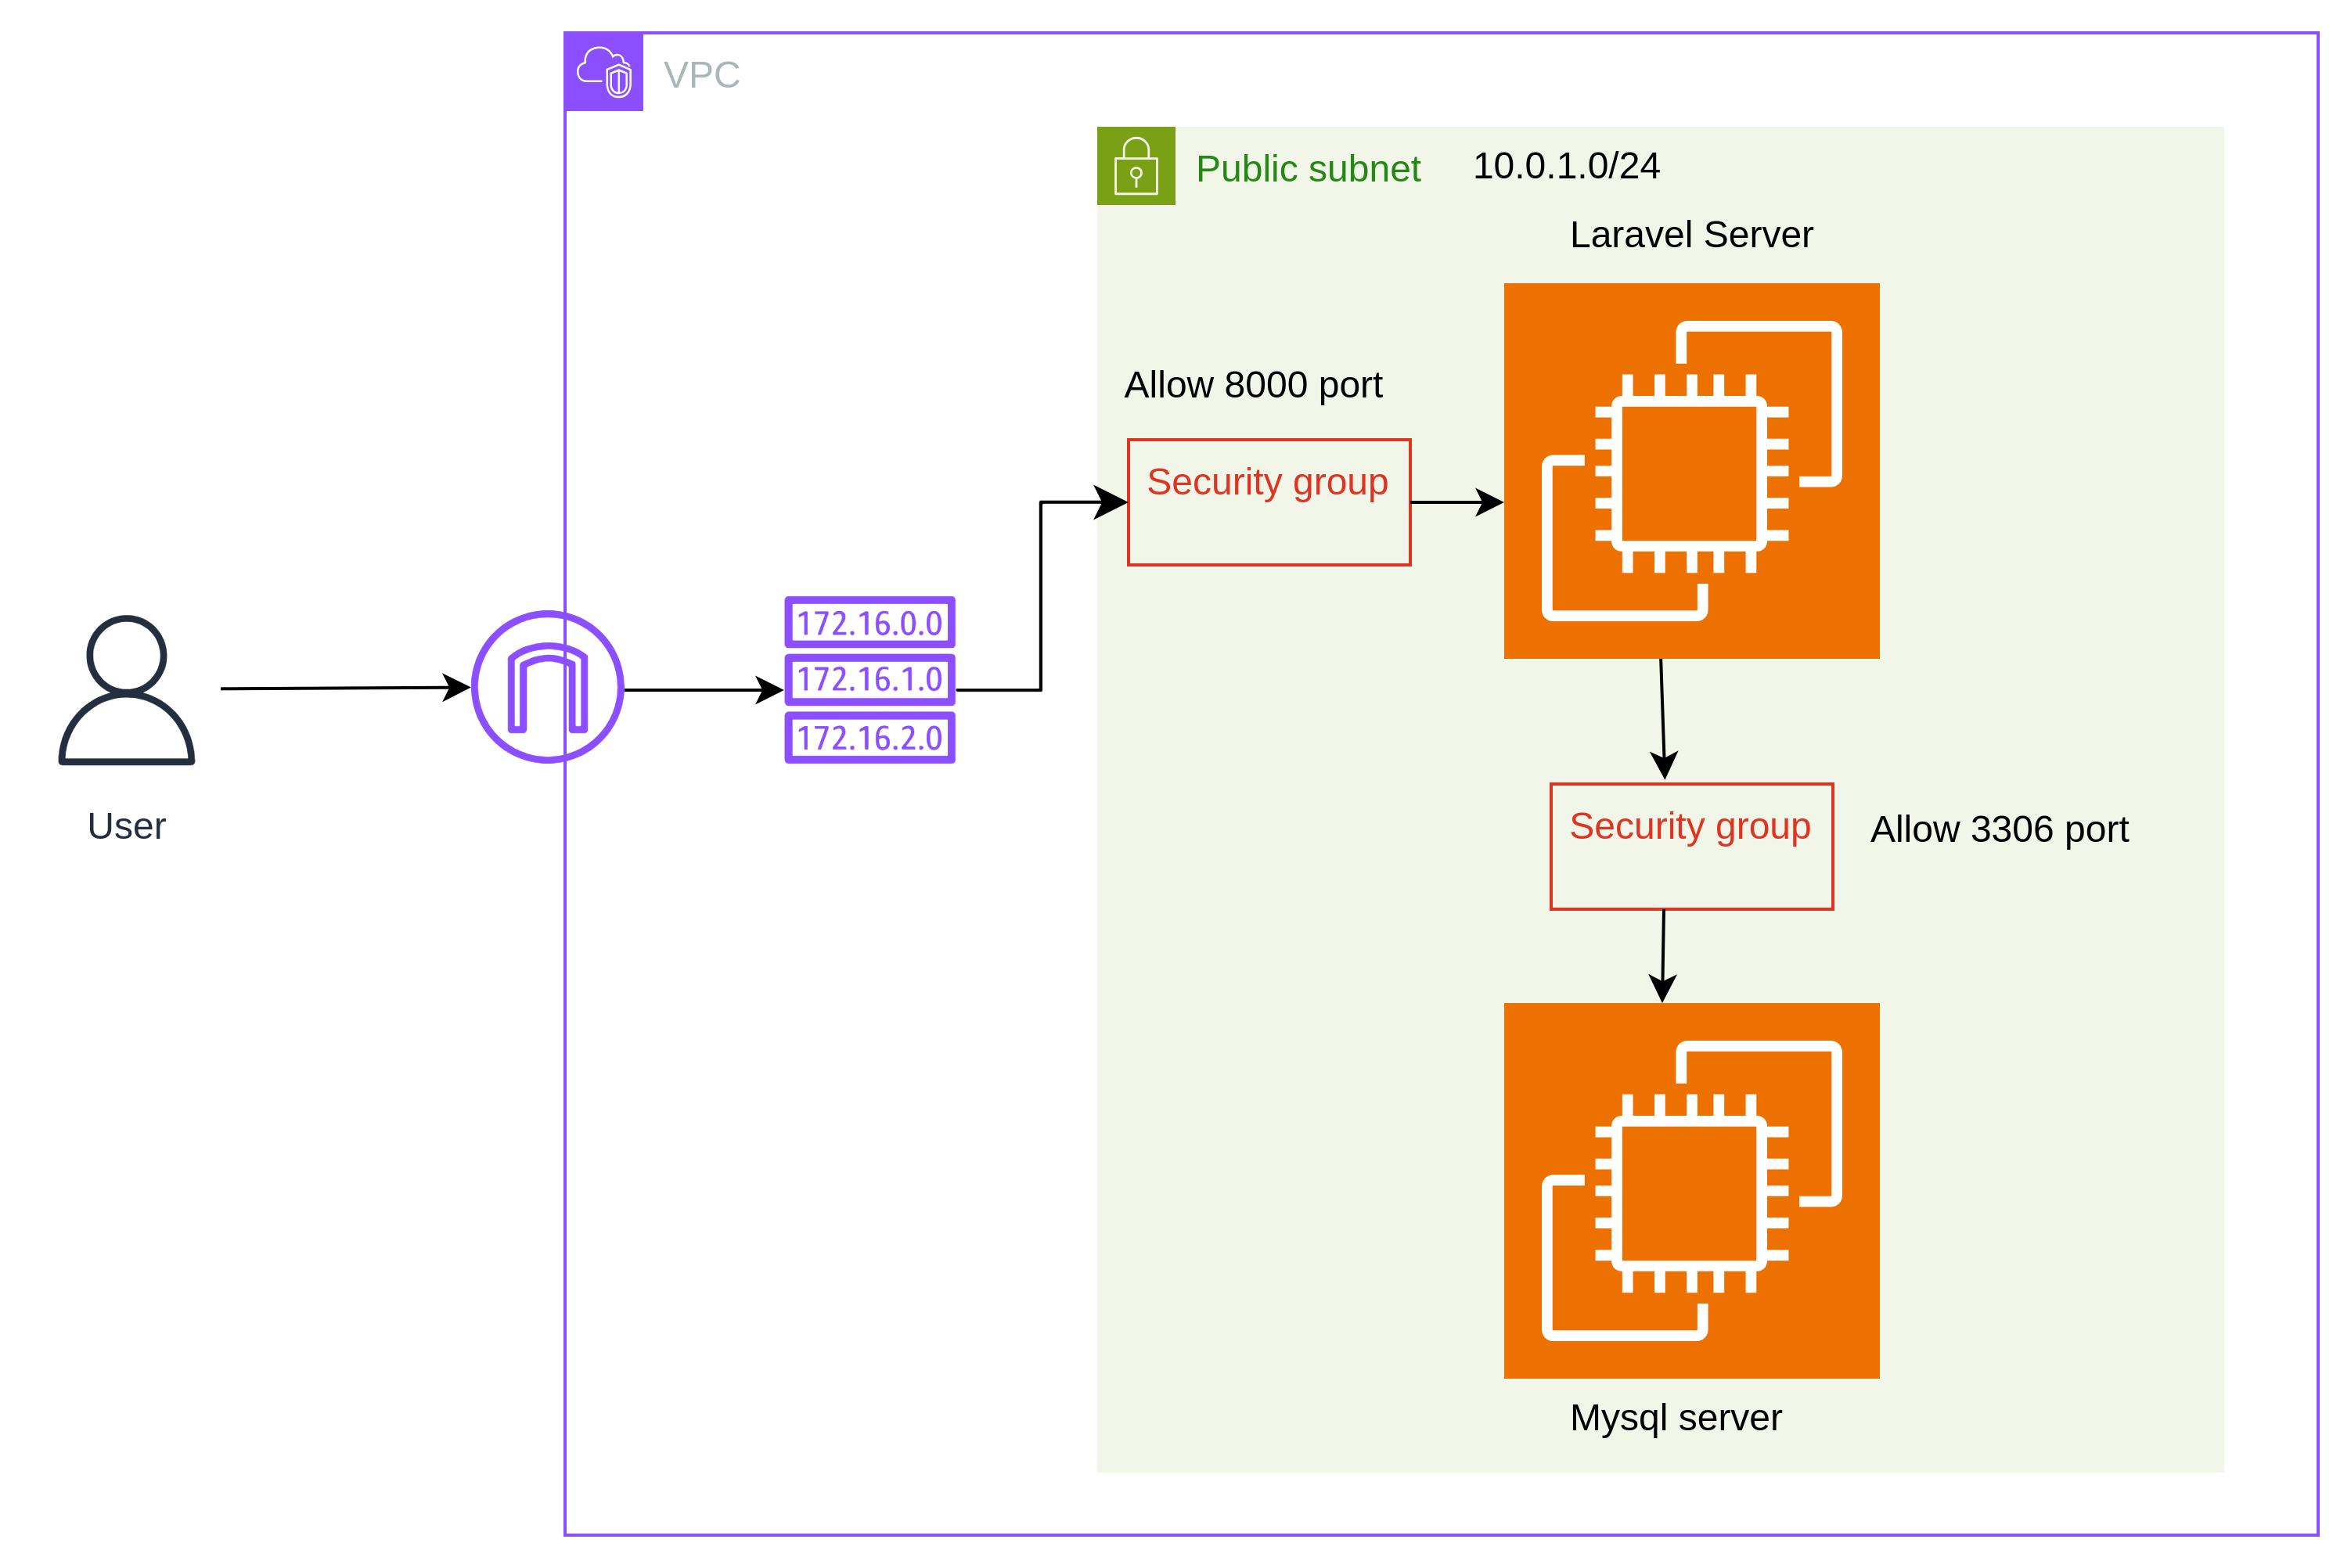 VPC
Public subnet
10.0.1.0/24
Laravel Server
Allow 8000 port
Security group
172.16.0.0
172.16.1.0
172.16.2.0
User
Security group
Allow 3306 port
Mysql server